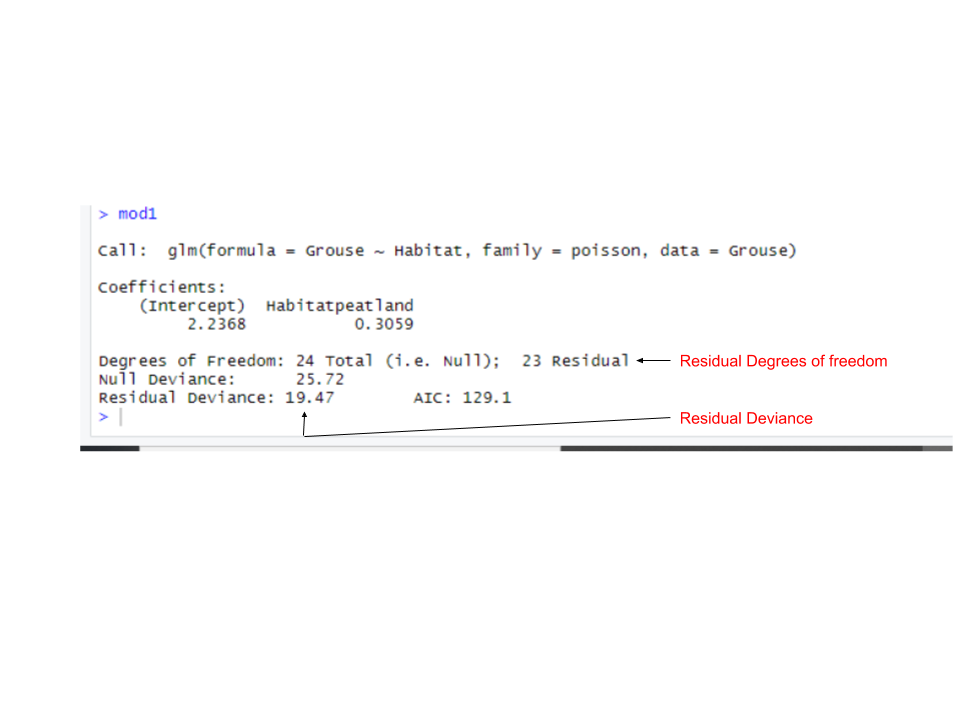 > mod1
Call:  glm(formula = Grouse ~ Habitat, family = poisson, data = Grouse)
Coefficients:
    (Intercept)  Habitatpeatland
         2.2368           0.3059
Degrees of Freedom: 24 Total (i.e. Null);  23 Residual
Residual Degrees of freedom
Null Deviance:      25.72
Residual Deviance: 19.47        AIC: 129.1
>
Residual Deviance